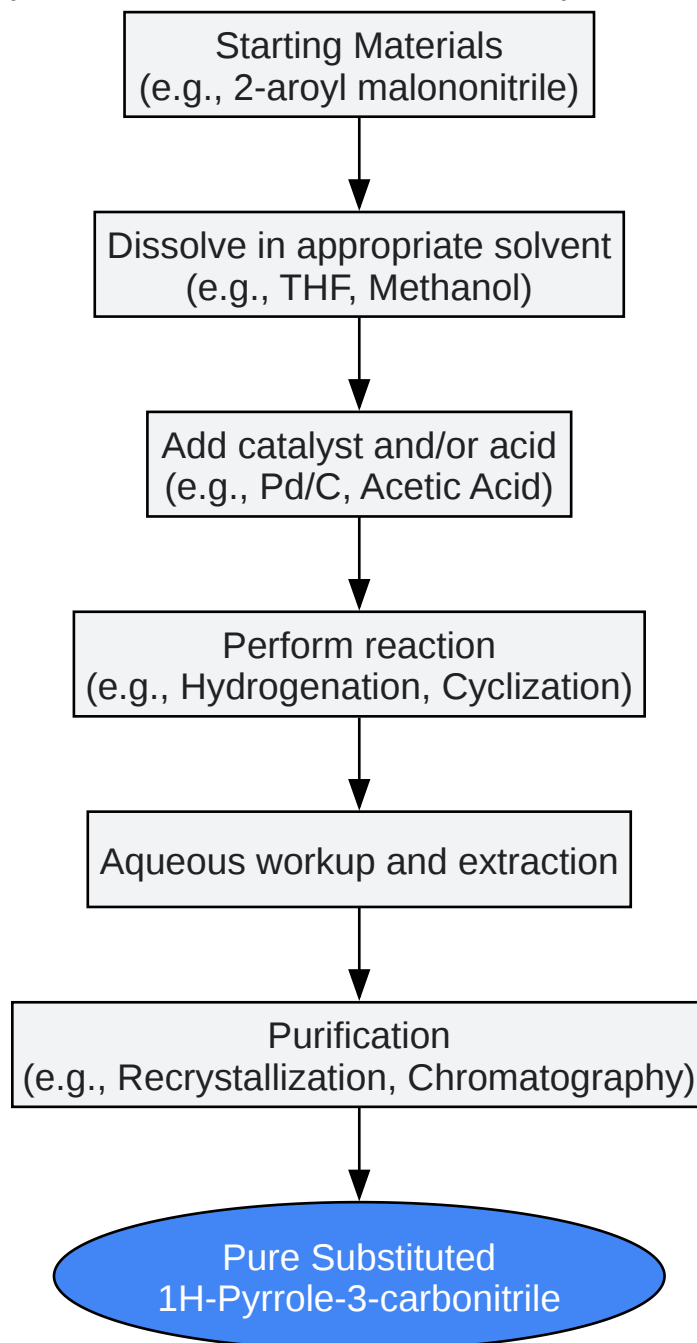 Starting Materials
(e.g., 2-aroyl malononitrile)
Dissolve in appropriate solvent
(e.g., THF, Methanol)
Add catalyst and/or acid
(e.g., Pd/C, Acetic Acid)
Perform reaction
(e.g., Hydrogenation, Cyclization)
Aqueous workup and extraction
Purification
(e.g., Recrystallization, Chromatography)
Pure Substituted
1H-Pyrrole-3-carbonitrile